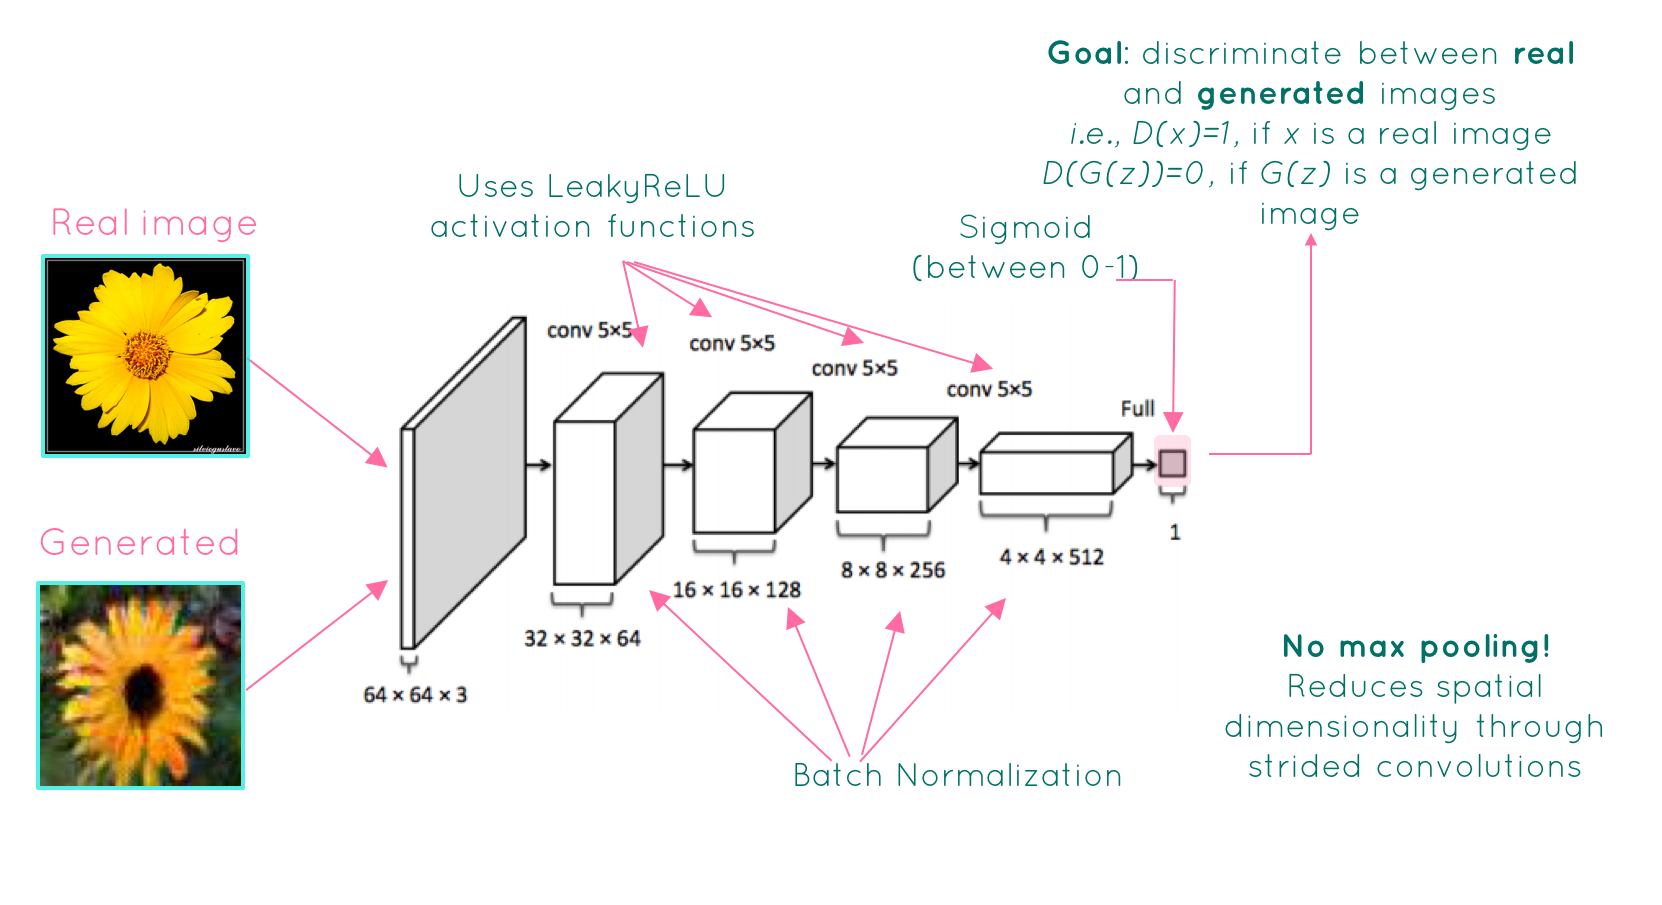 Goal: discriminate between real
and generated images
i.e., D(x)=1, if x is a real image
D(G(z))=0, if G(z) is a generated
image
Uses LeakyReLU
activation functions
Sigmoid
(between 0-1)
Real image
silviogustavo
conv 5×5
conv 5×5
conv 5×5
conv 5×5
Full
Generated
1
4 × 4 × 512
8 × 8 × 256
16 × 16 × 128
32 × 32 × 64
64 × 64 × 3
No max pooling!
Reduces spatial
dimensionality through
strided convolutions
Batch Normalization